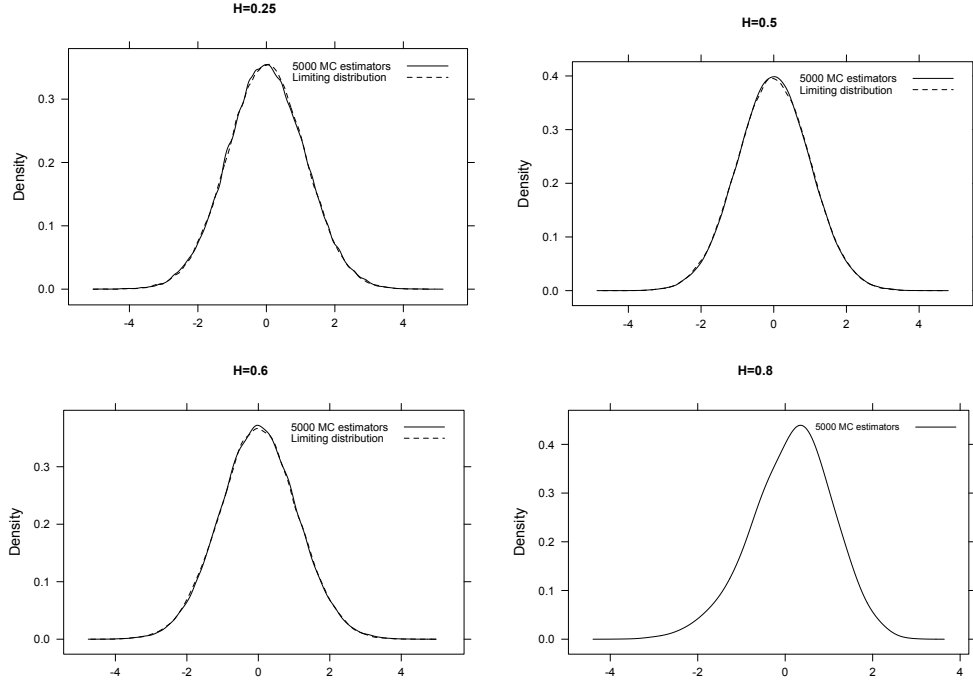 H=0.25
5000 MC estimators
Limiting distribution
Density
0.3
0.2
0.1
0.0
-4 -2 0 2 4
H=0.5
5000 MC estimators
Limiting distribution
Density
0.4
0.3
0.2
0.1
0.0
-4 -2 0 2 4
H=0.6
5000 MC estimators
Limiting distribution
Density
0.3
0.2
0.1
0.0
-4 -2 0 2 4
H=0.8
5000 MC estimators
Density
0.4
0.3
0.2
0.1
0.0
-4 -2 0 2 4